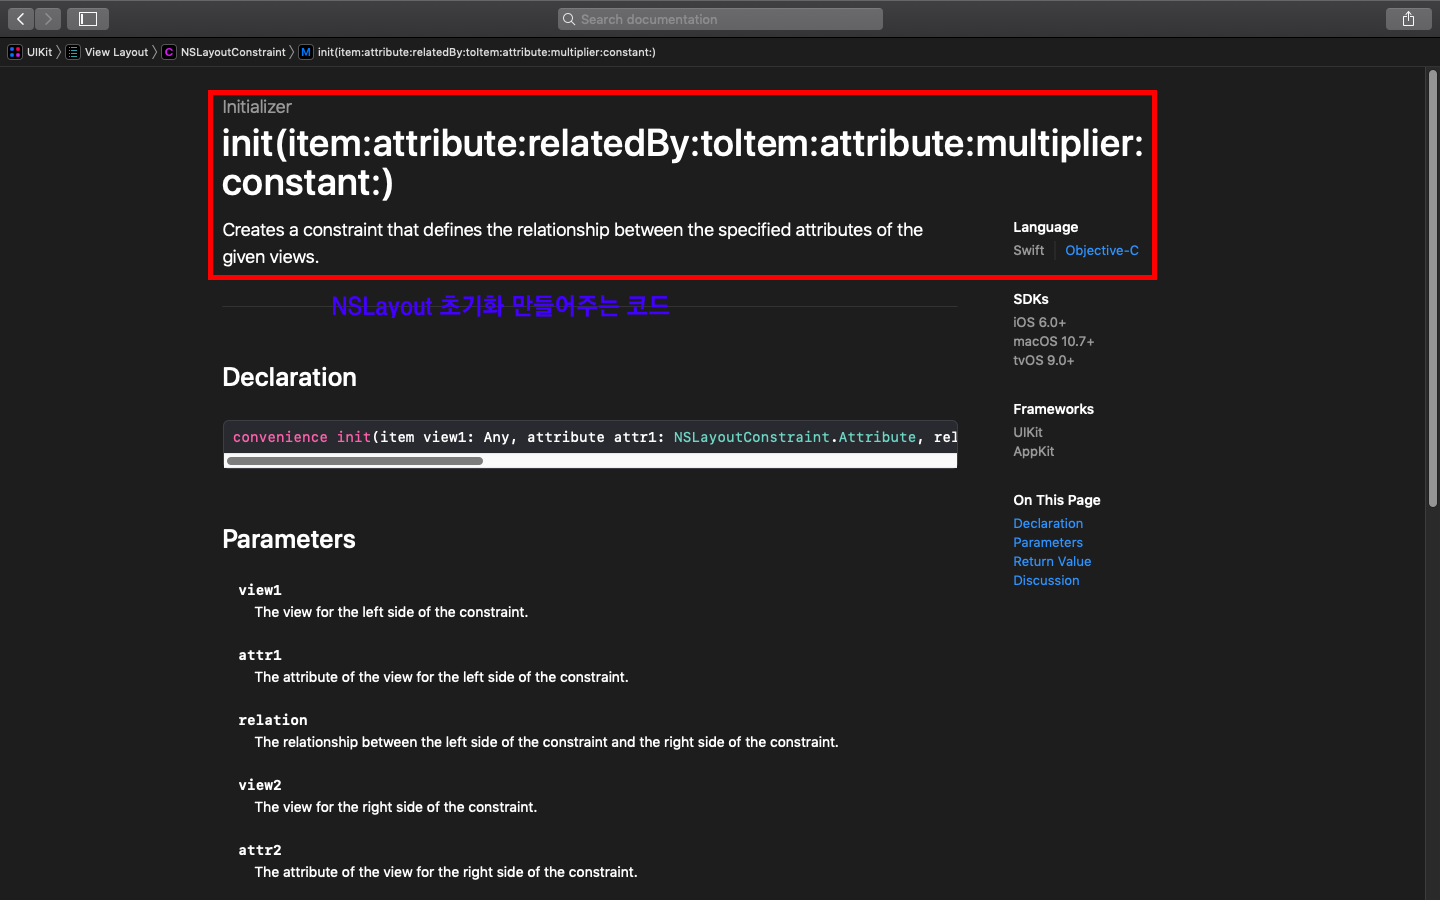 Search documentation
UIKit
View Layout
C
NSLayoutConstraint
M
init(item:attribute:relatedBy:toItem:attribute:multiplier:constant:)
Initializer
init(item:attribute:relatedBy:toItem:attribute:multiplier:
constant:)
Creates a constraint that defines the relationship between the specified attributes of the
given views.
Language
Swift
Objective-C
NSLayout 초기화 만들어주는 코드
SDKs
iOS 6.0+
macOS 10.7+
tvOS 9.0+
Declaration
convenience init(item view1: Any, attribute attr1: NSLayoutConstraint.Attribute, rel
Frameworks
UIKit
AppKit
On This Page
Declaration
Parameters
Return Value
Discussion
Parameters
view1
The view for the left side of the constraint.
attr1
The attribute of the view for the left side of the constraint.
relation
The relationship between the left side of the constraint and the right side of the constraint.
view2
The view for the right side of the constraint.
attr2
The attribute of the view for the right side of the constraint.